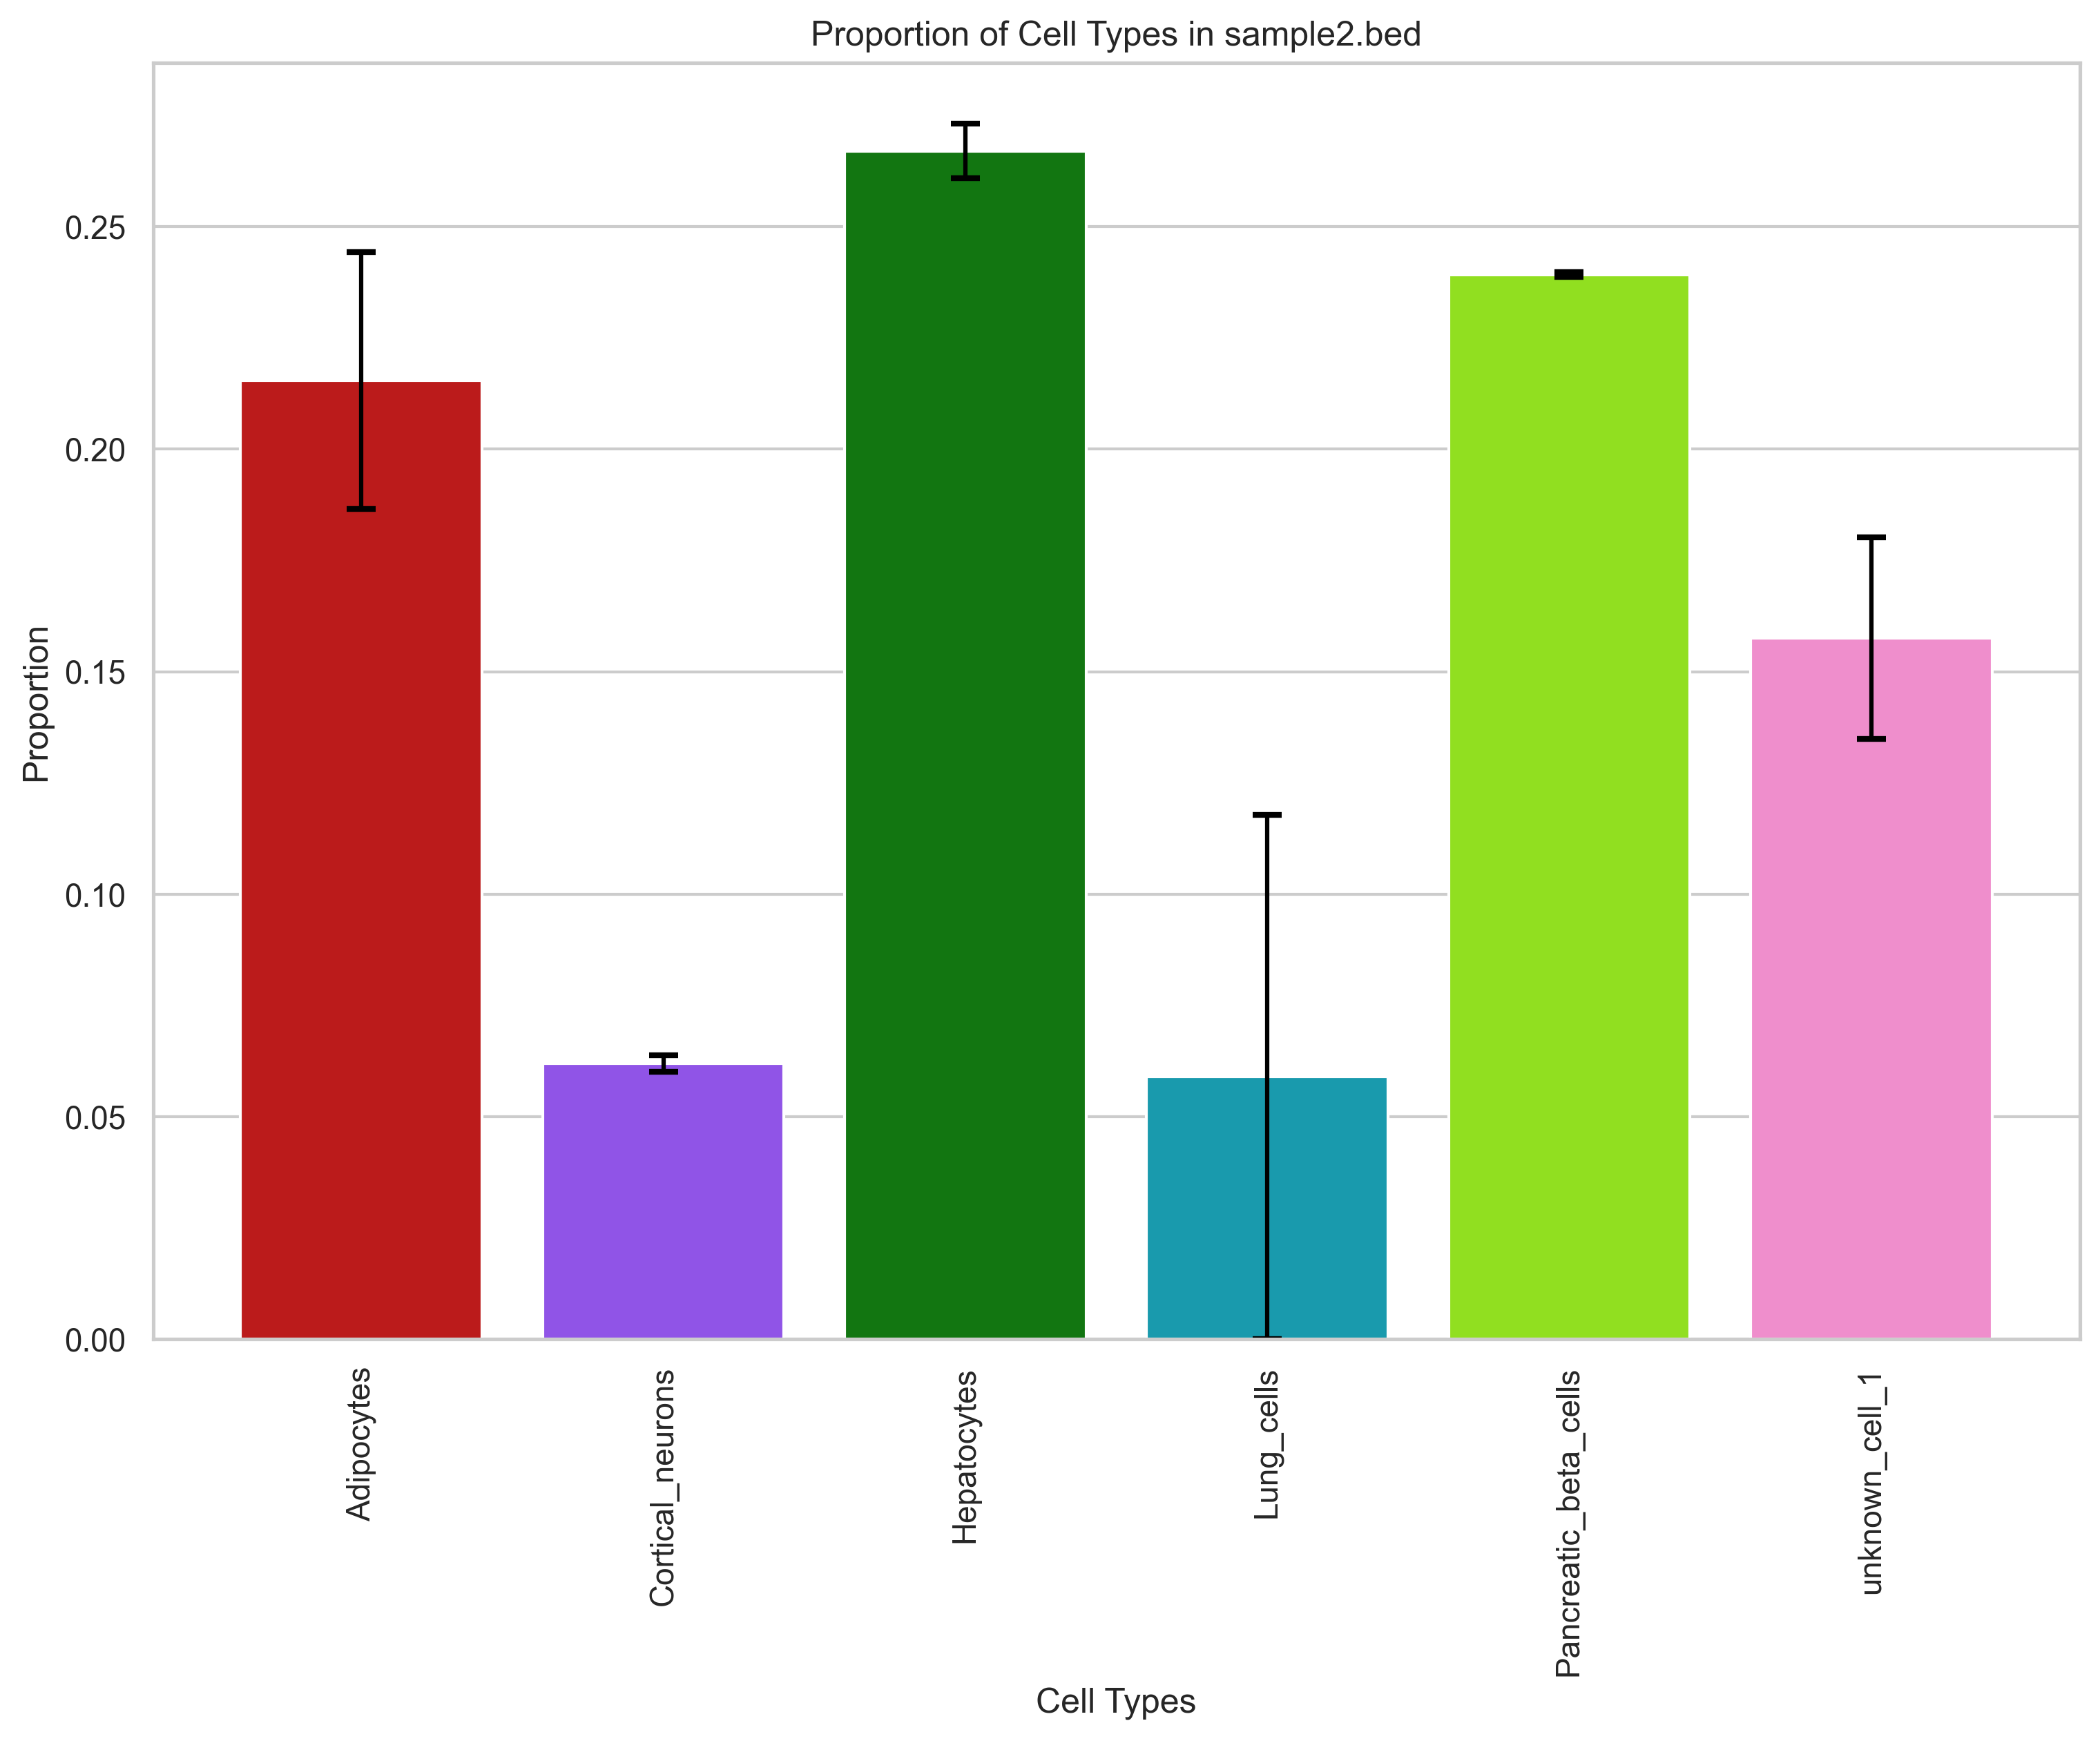 Proportion of Cell Types in sample2.bed
Proportion
0.25
0.20
0.15
0.10
0.05
0.00
Adipocytes
Cortical_neurons
Hepatocytes
Lung_cells
Pancreatic_beta_cells
unknown_cell_1
Cell Types